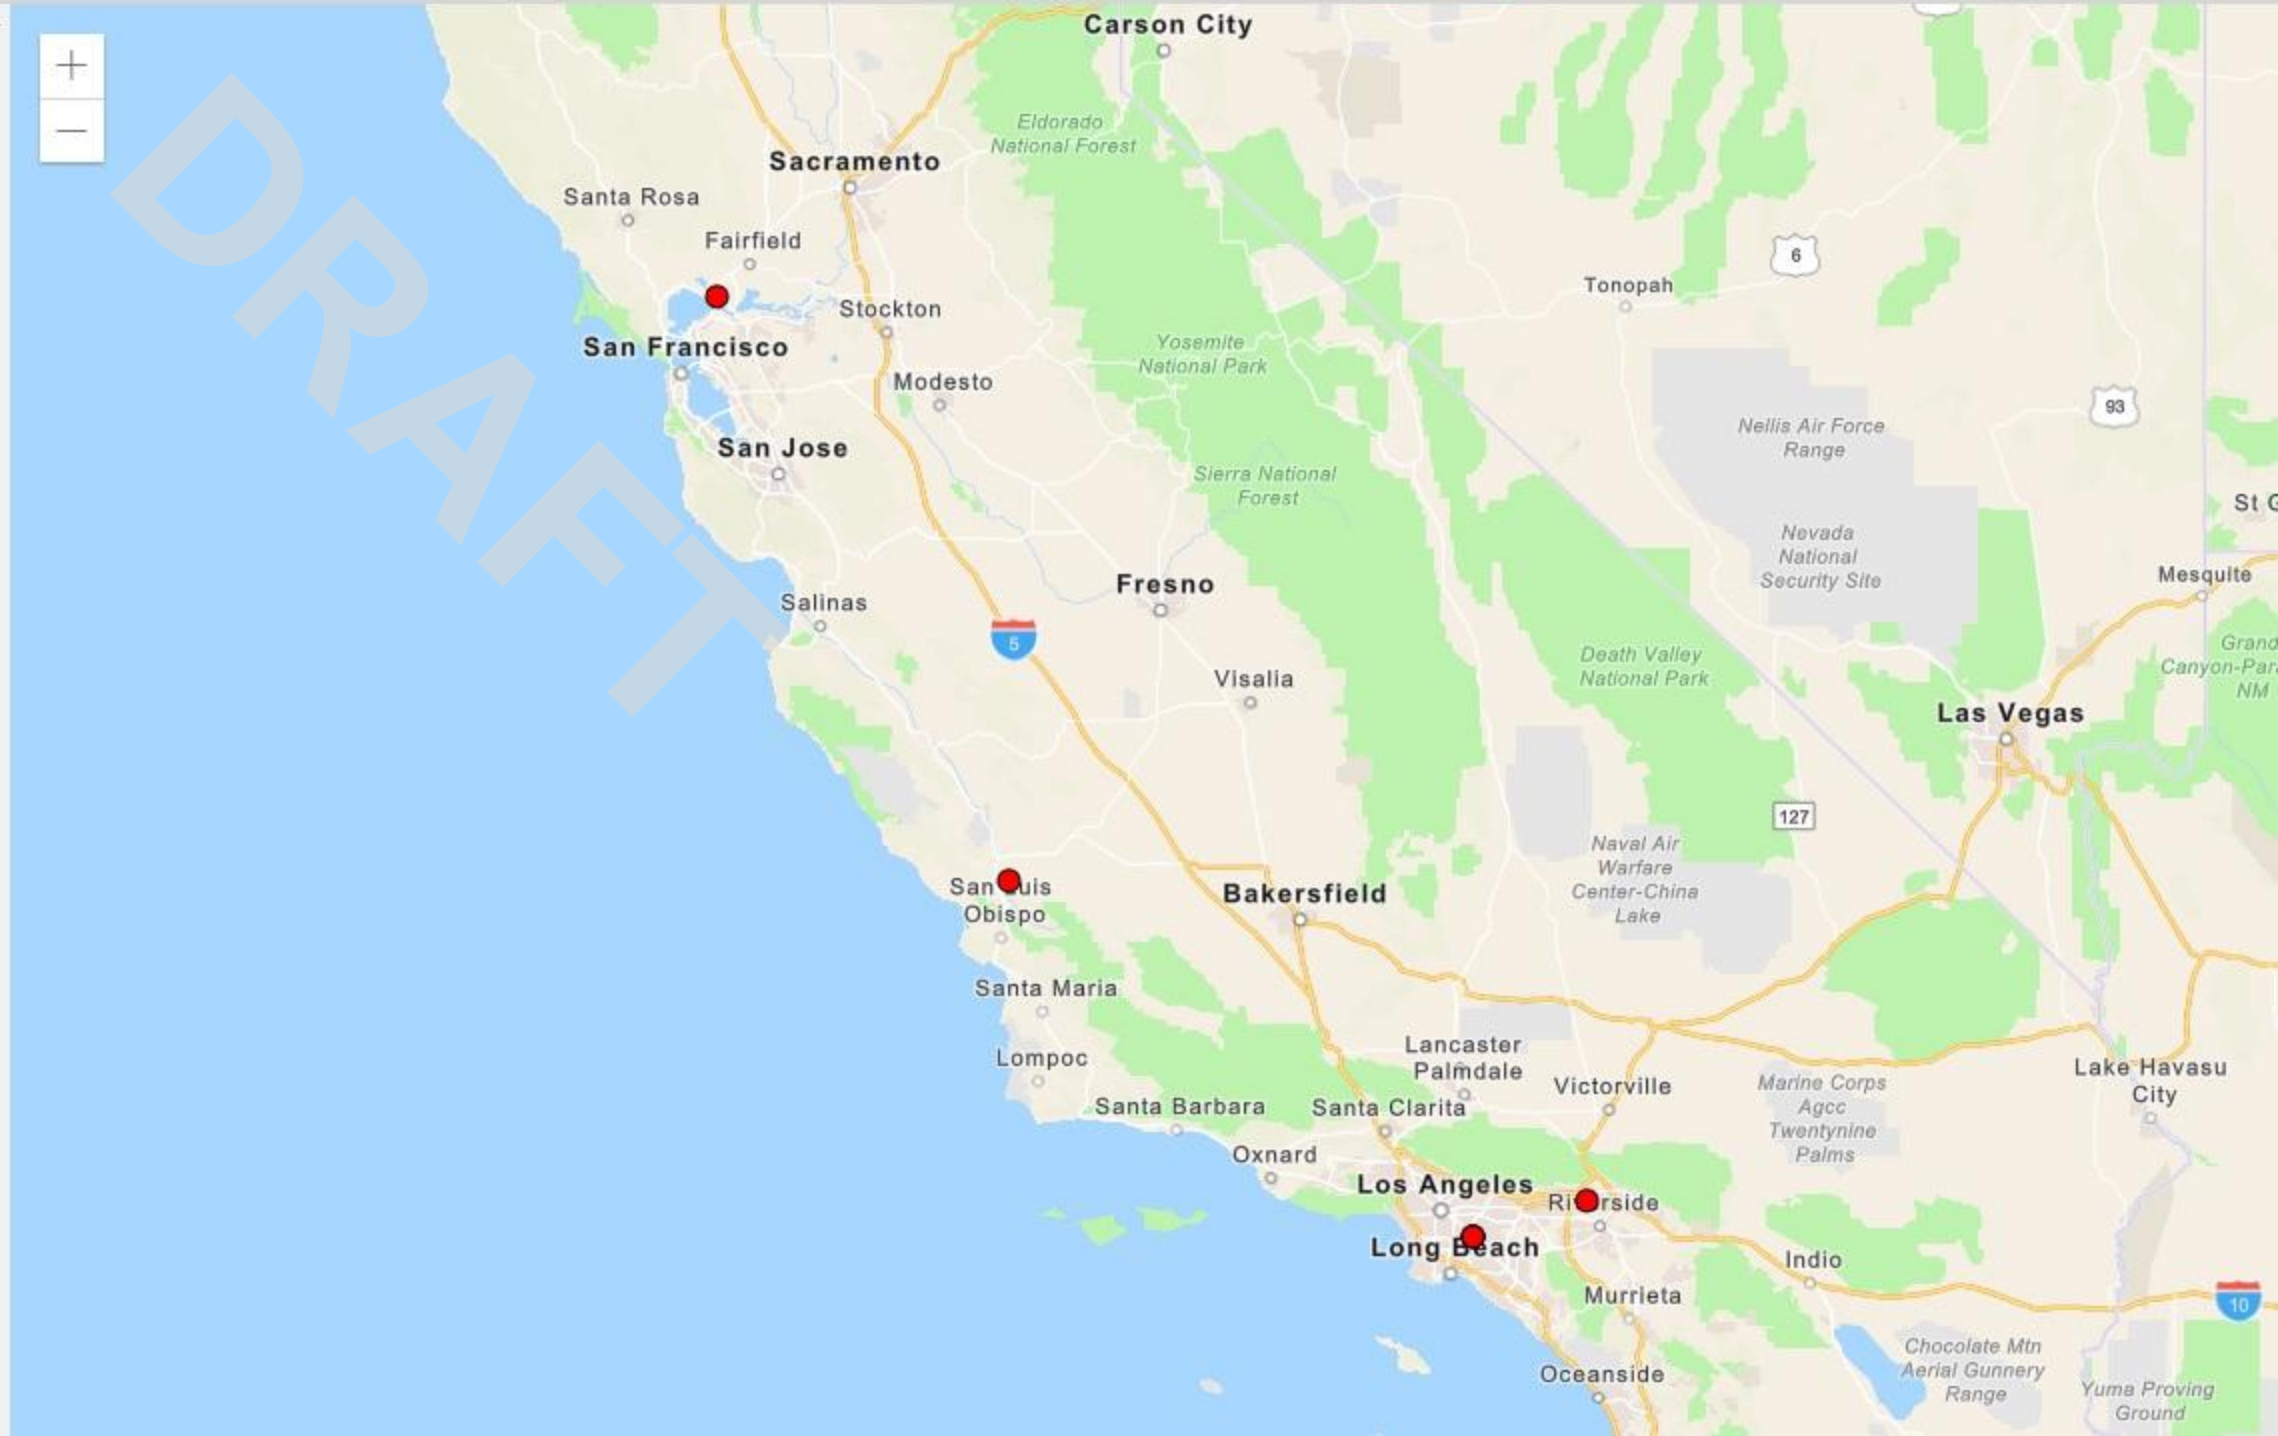 Carson City
+
−
DRAFT
Eldorado
National Forest
Sacramento
Santa Rosa
Fairfield
6
Tonopah
Stockton
San Francisco
Yosemite
National Park
Modesto
93
Nellis Air Force
Range
San Jose
Sierra National
Forest
St G
Nevada
National
Security Site
Mesquite
Fresno
Salinas
5
Grand
Canyon-Par
NM
Death Valley
National Park
Visalia
Las Vegas
127
Naval Air
Warfare
Center-China
Lake
San Luis
Obispo
Bakersfield
Santa Maria
Lancaster
Palmdale
Lompoc
Victorville
Marine Corps
Agcc
Twentynine
Palms
Lake Havasu
City
Santa Barbara
Santa Clarita
Oxnard
Los Angeles
Riverside
Long Beach
Indio
Murrieta
10
Chocolate Mtn
Aerial Gunnery
Range
Oceanside
Yuma Proving
Ground